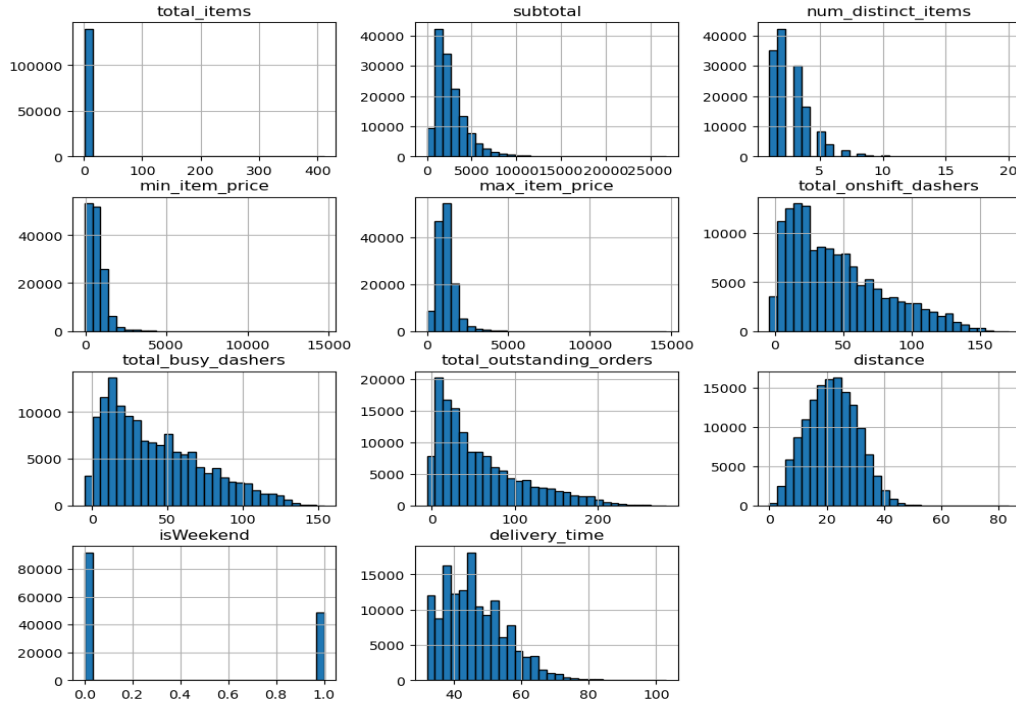 total_items
100000
50000
0
0 100 200 300 400
subtotal
40000
30000
20000
10000
0
0 5000 10000 15000 20000 25000
num_distinct_items
40000
30000
20000
10000
0
5 10 15 20
min_item_price
40000
20000
0
0 5000 10000 15000
max_item_price
40000
20000
0
0 5000 10000 15000
total_onshift_dashers
10000
5000
0
0 50 100 150
total_busy_dashers
10000
5000
0
0 50 100 150
total_outstanding_orders
20000
15000
10000
5000
0
0 100 200
distance
15000
10000
5000
0
0 20 40 60 80
isWeekend
80000
60000
40000
20000
0
0.0 0.2 0.4 0.6 0.8 1.0
delivery_time
15000
10000
5000
0
40 60 80 100